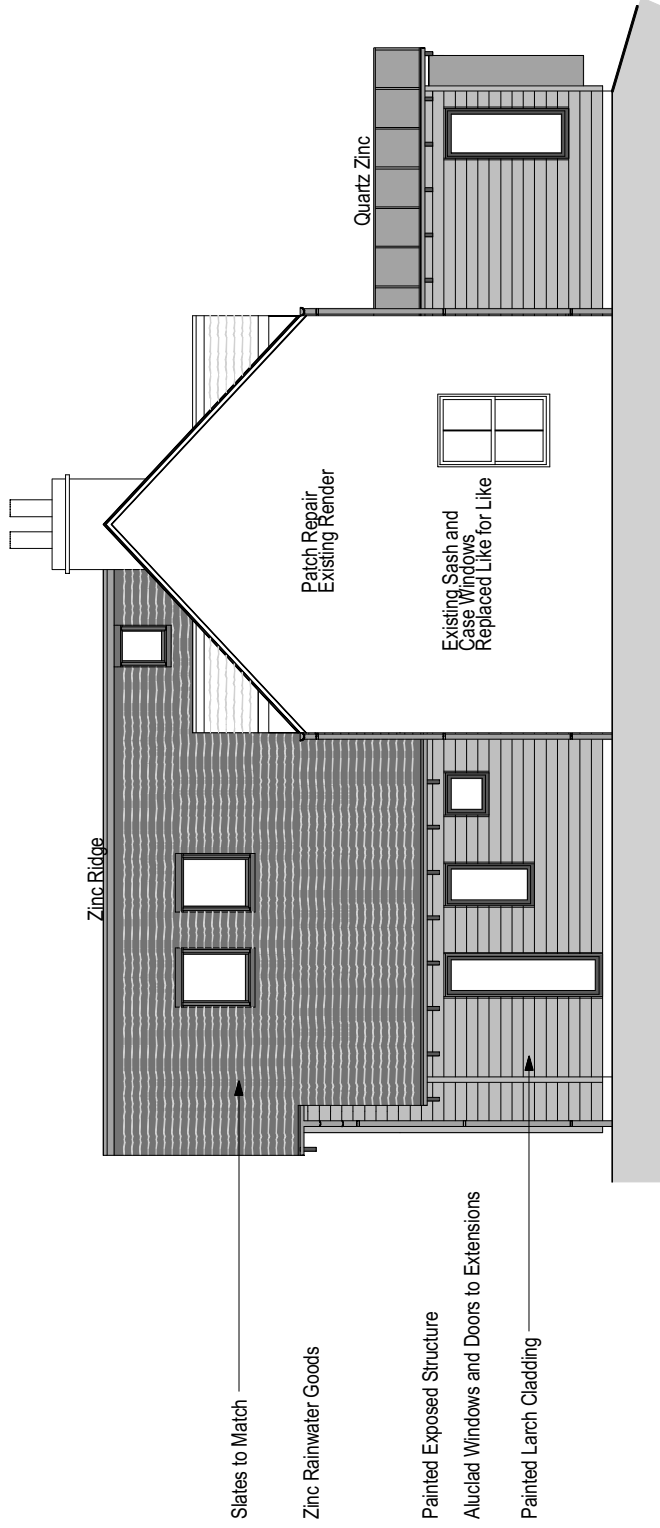 Slates to Match
Zinc Rainwater Goods
Painted Exposed Structure
Aluclad Windows and Doors to Extensions
Painted Larch Cladding
Zinc Ridge
Patch Repair
Existing Render
Existing Sash and
Case Windows
Replaced Like for Like
Quartz Zinc